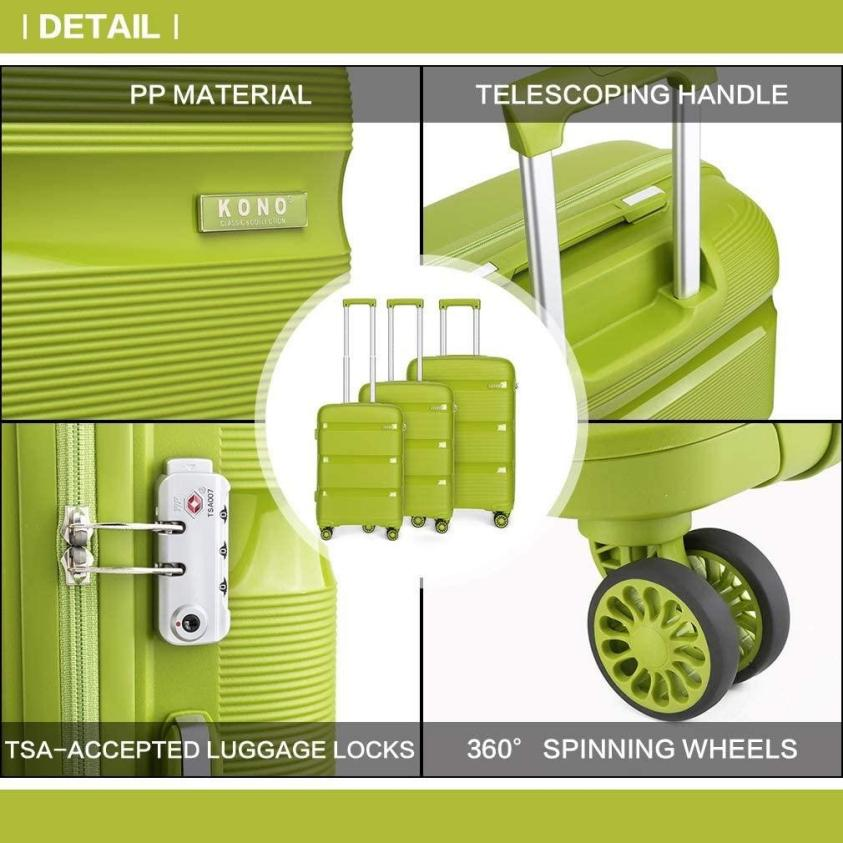 | DETAIL |
PP MATERIAL
TELESCOPING HANDLE
KONO
CLASSIC COLLECTION
TSA007
TSA-ACCEPTED LUGGAGE LOCKS
360° SPINNING WHEELS